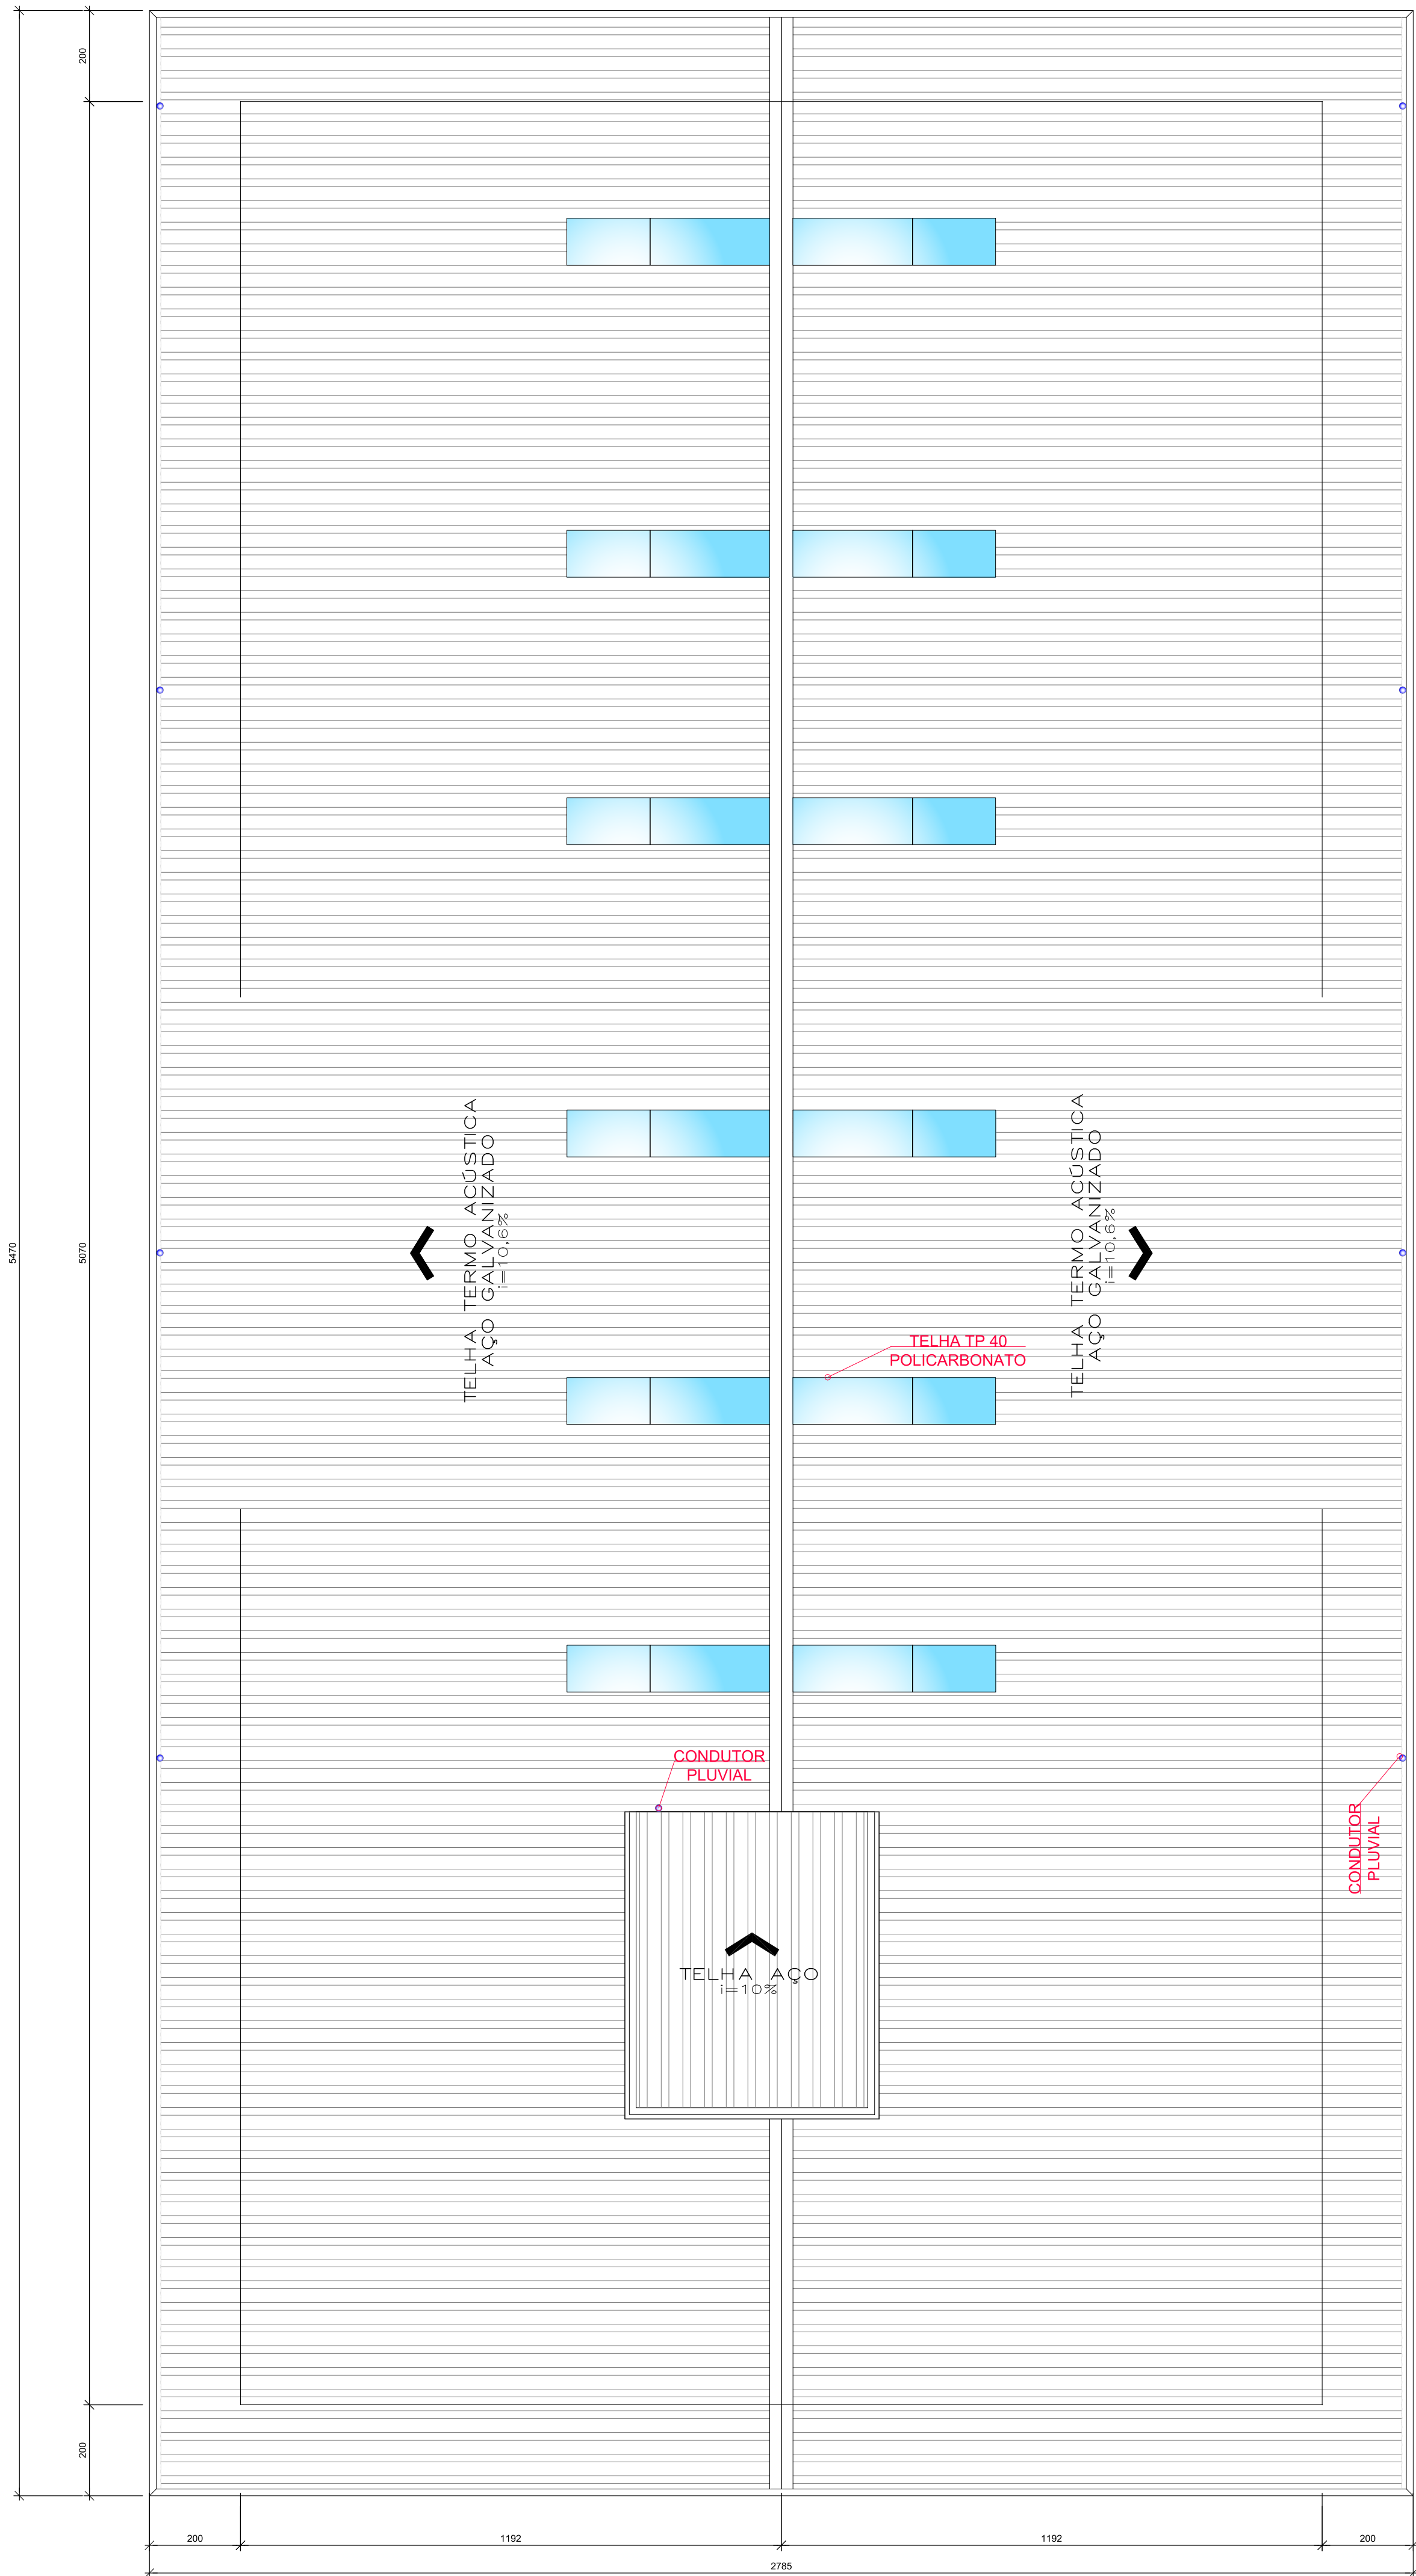 200
5470
5070
TELHA TERMO ACÚSTICA
AÇO GALVANIZADO
i=10,6%
TELHA TERMO ACÚSTICA
AÇO GALVANIZADO
i=10,6%
TELHA TP 40
POLICARBONATO
CONDUTOR
PLUVIAL
CONDUTOR
PLUVIAL
TELHA AÇO
i=10%
200
200
1192
1192
200
2785